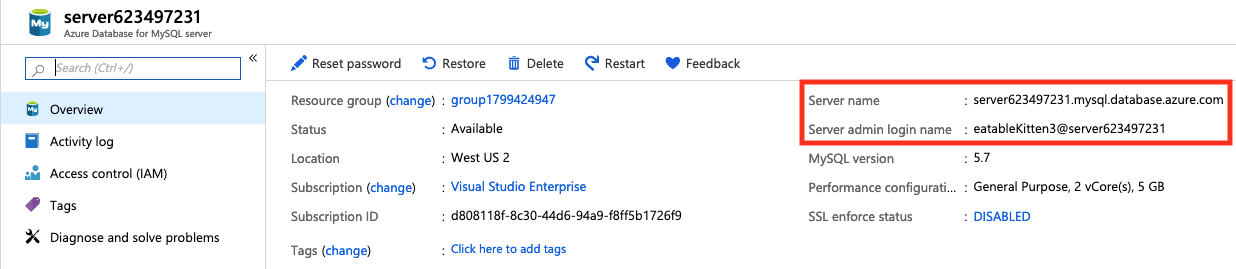 server623497231
Azure Database for MySQL server
Search (Ctrl+/)
«
Overview
Activity log
Access control (IAM)
Tags
Diagnose and solve problems
Reset password Restore Delete Restart Feedback
Resource group (change) : group1799424947
Status : Available
Location : West US 2
Subscription (change) : Visual Studio Enterprise
Subscription ID : d808118f-8c30-44d6-94a9-f8ff5b1726f9
Tags (change) : Click here to add tags
Server name : server623497231.mysql.database.azure.com
Server admin login name : eatableKitten3@server623497231
MySQL version : 5.7
Performance configurati... : General Purpose, 2 vCore(s), 5 GB
SSL enforce status : DISABLED